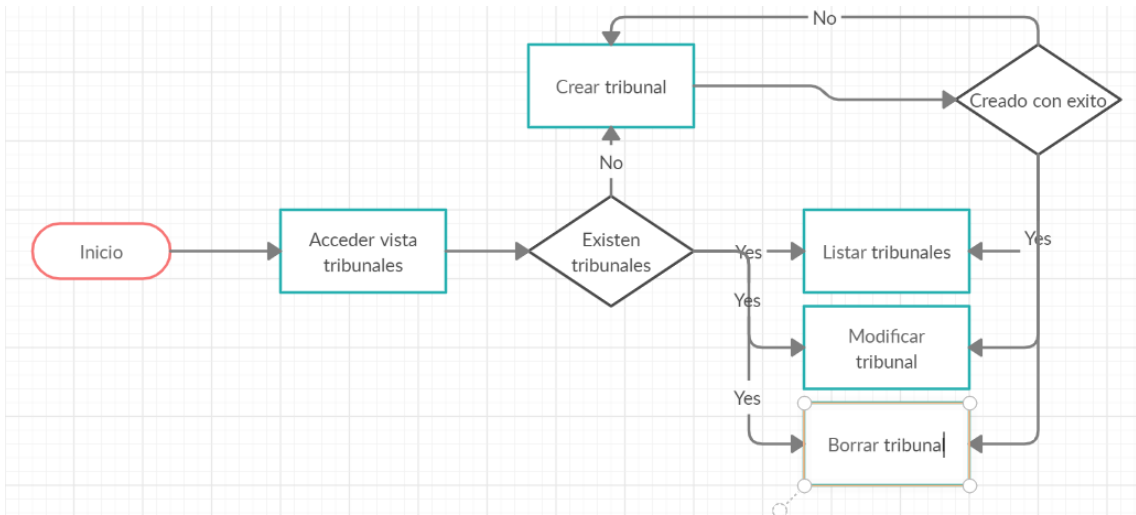 No
Crear tribunal
Creado con exito
No
Inicio
Acceder vista
tribunales
Existen
tribunales
Yes
Listar tribunales
Yes
Yes
Modificar
tribunal
Yes
Borrar tribunal